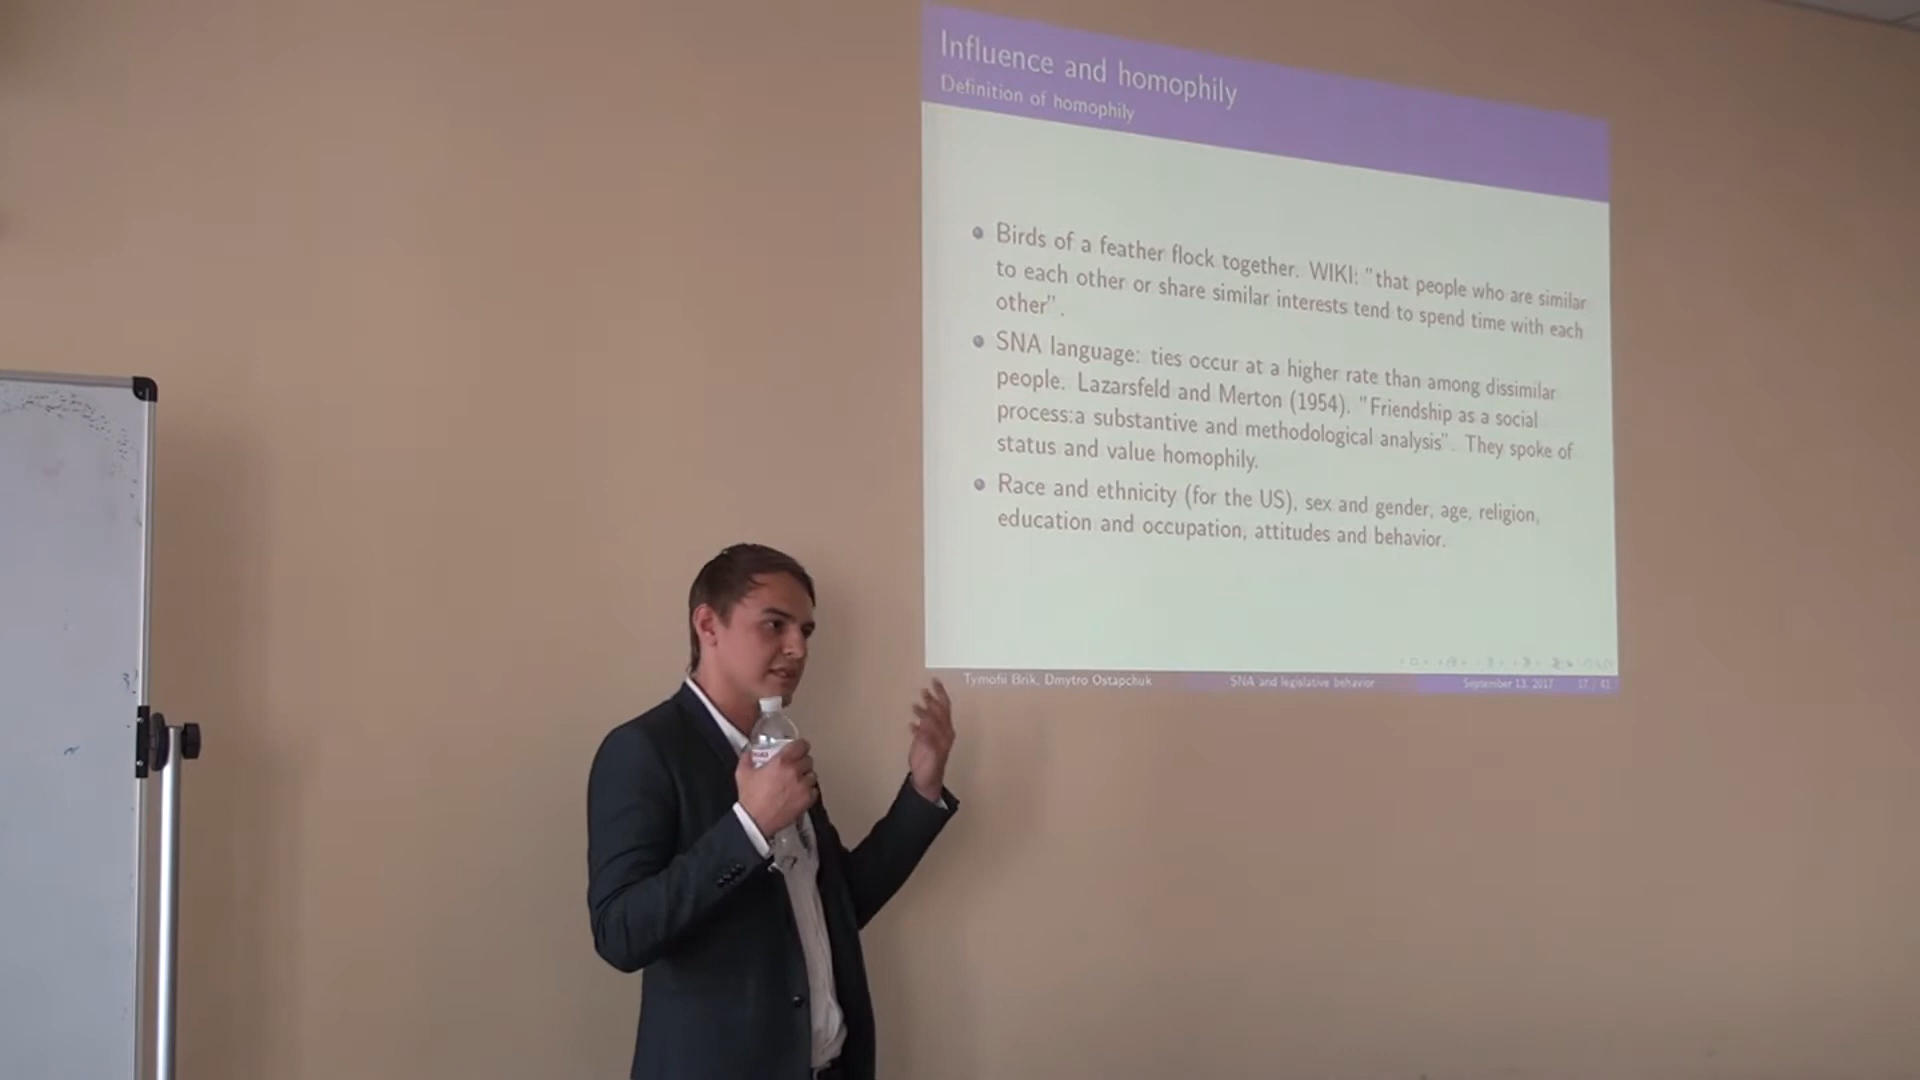 Influence and homophily
Definition of homophily
Birds of a feather flock together. WIKI: "that people who are similar
to each other or share similar interests tend to spend time with each
other".
SNA language: ties occur at a higher rate than among dissimilar
people. Lazarsfeld and Merton (1954). "Friendship as a social
process:a substantive and methodological analysis". They spoke of
status and value homophily.
Race and ethnicity (for the US), sex and gender, age, religion,
education and occupation, attitudes and behavior.
Tymofii Brik, Dmytro Ostapchuk
SNA and legislative behavior
September 13, 2017
17 / 41